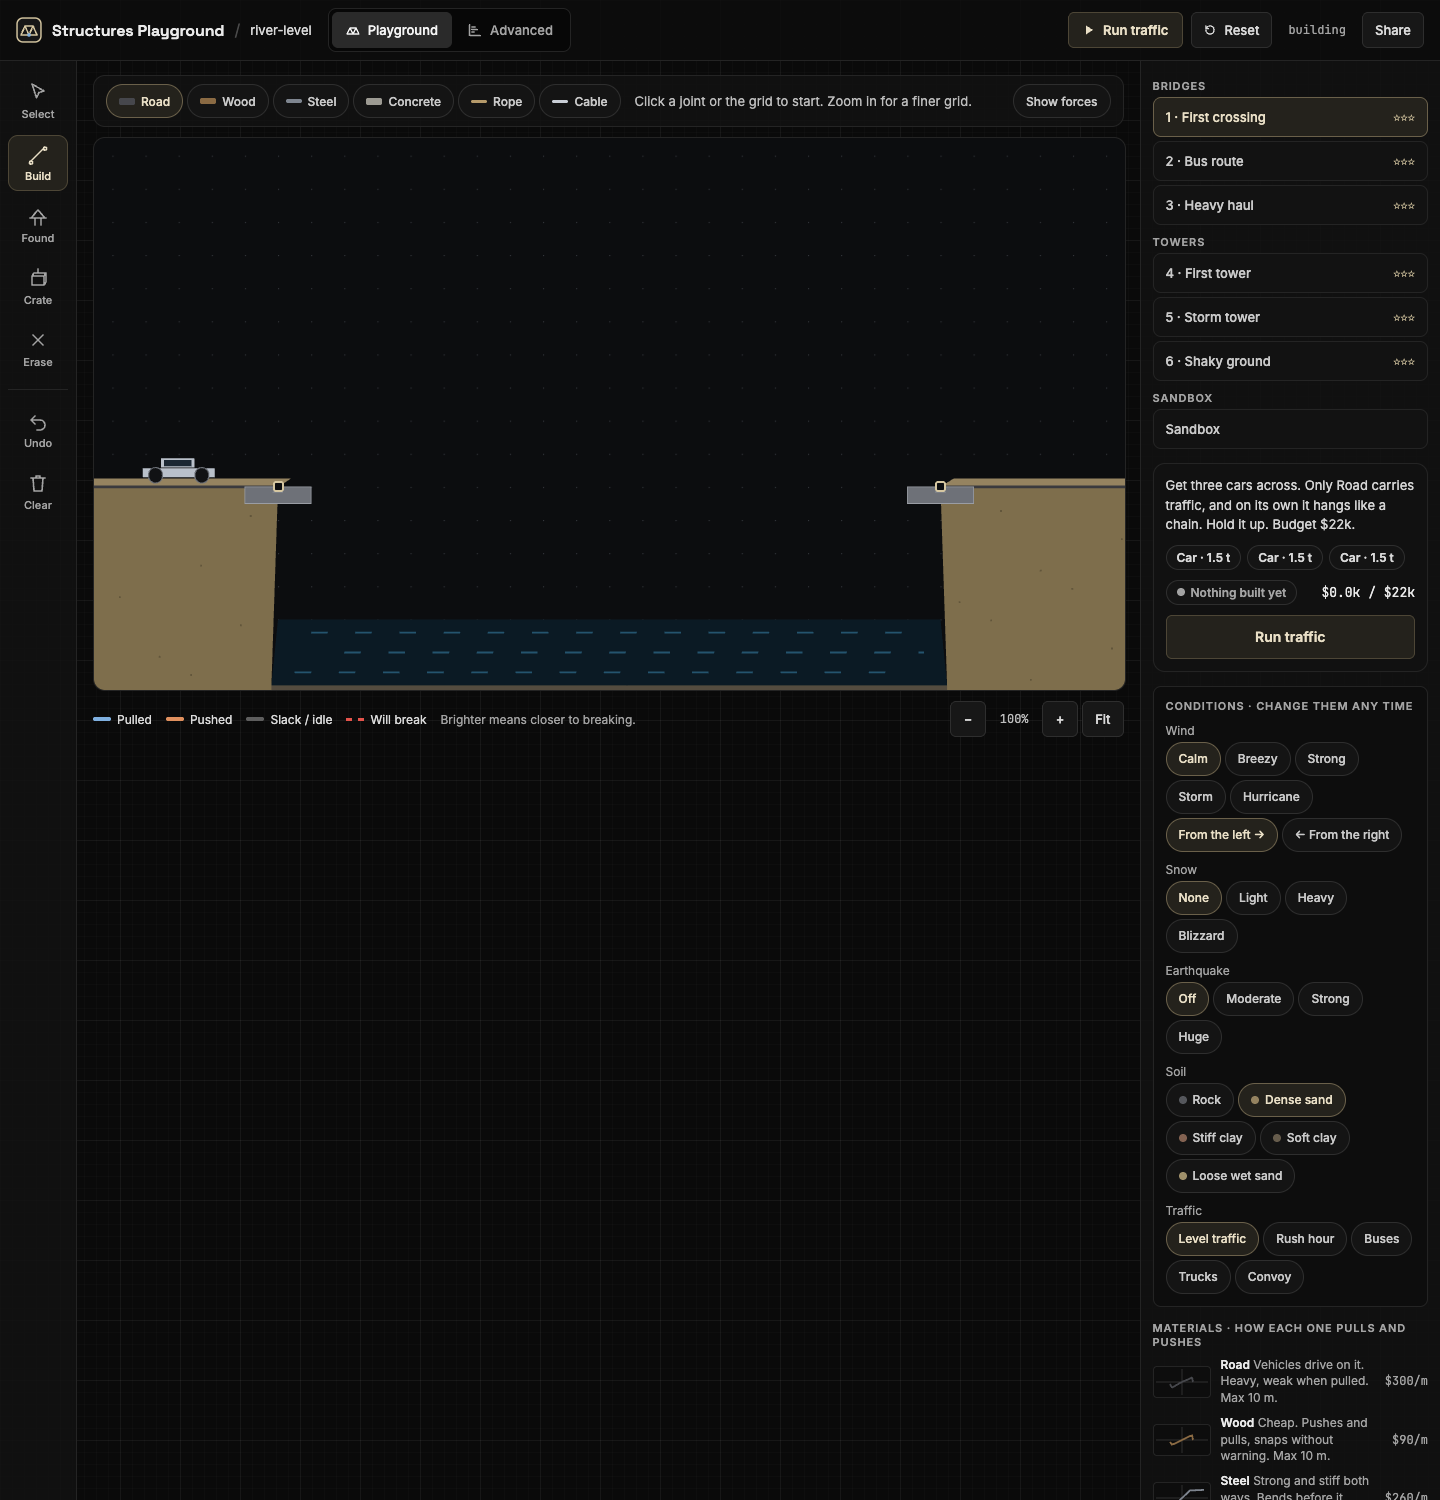 Structures Playground / river-level
Playground
Advanced
Run traffic
Reset
building
Share
Select
Build
Found
Crate
Erase
Undo
Clear
Road
Wood
Steel
Concrete
Rope
Cable
Click a joint or the grid to start. Zoom in for a finer grid.
Show forces
Pulled
Pushed
Slack / idle
Will break
Brighter means closer to breaking.
−
100%
+
Fit
BRIDGES
1 · First crossing ☆☆☆
2 · Bus route ☆☆☆
3 · Heavy haul ☆☆☆
TOWERS
4 · First tower ☆☆☆
5 · Storm tower ☆☆☆
6 · Shaky ground ☆☆☆
SANDBOX
Sandbox
Get three cars across. Only Road carries
traffic, and on its own it hangs like a
chain. Hold it up. Budget $22k.
Car · 1.5 t
Car · 1.5 t
Car · 1.5 t
Nothing built yet
$0.0k / $22k
Run traffic
CONDITIONS · CHANGE THEM ANY TIME
Wind
Calm
Breezy
Strong
Storm
Hurricane
From the left →
← From the right
Snow
None
Light
Heavy
Blizzard
Earthquake
Off
Moderate
Strong
Huge
Soil
Rock
Dense sand
Stiff clay
Soft clay
Loose wet sand
Traffic
Level traffic
Rush hour
Buses
Trucks
Convoy
MATERIALS · HOW EACH ONE PULLS AND
PUSHES
Road Vehicles drive on it.
Heavy, weak when pulled.
Max 10 m.
$300/m
Wood Cheap. Pushes and
pulls, snaps without
warning. Max 10 m.
$90/m
Steel Strong and stiff both
ways. Bends before it
$260/m